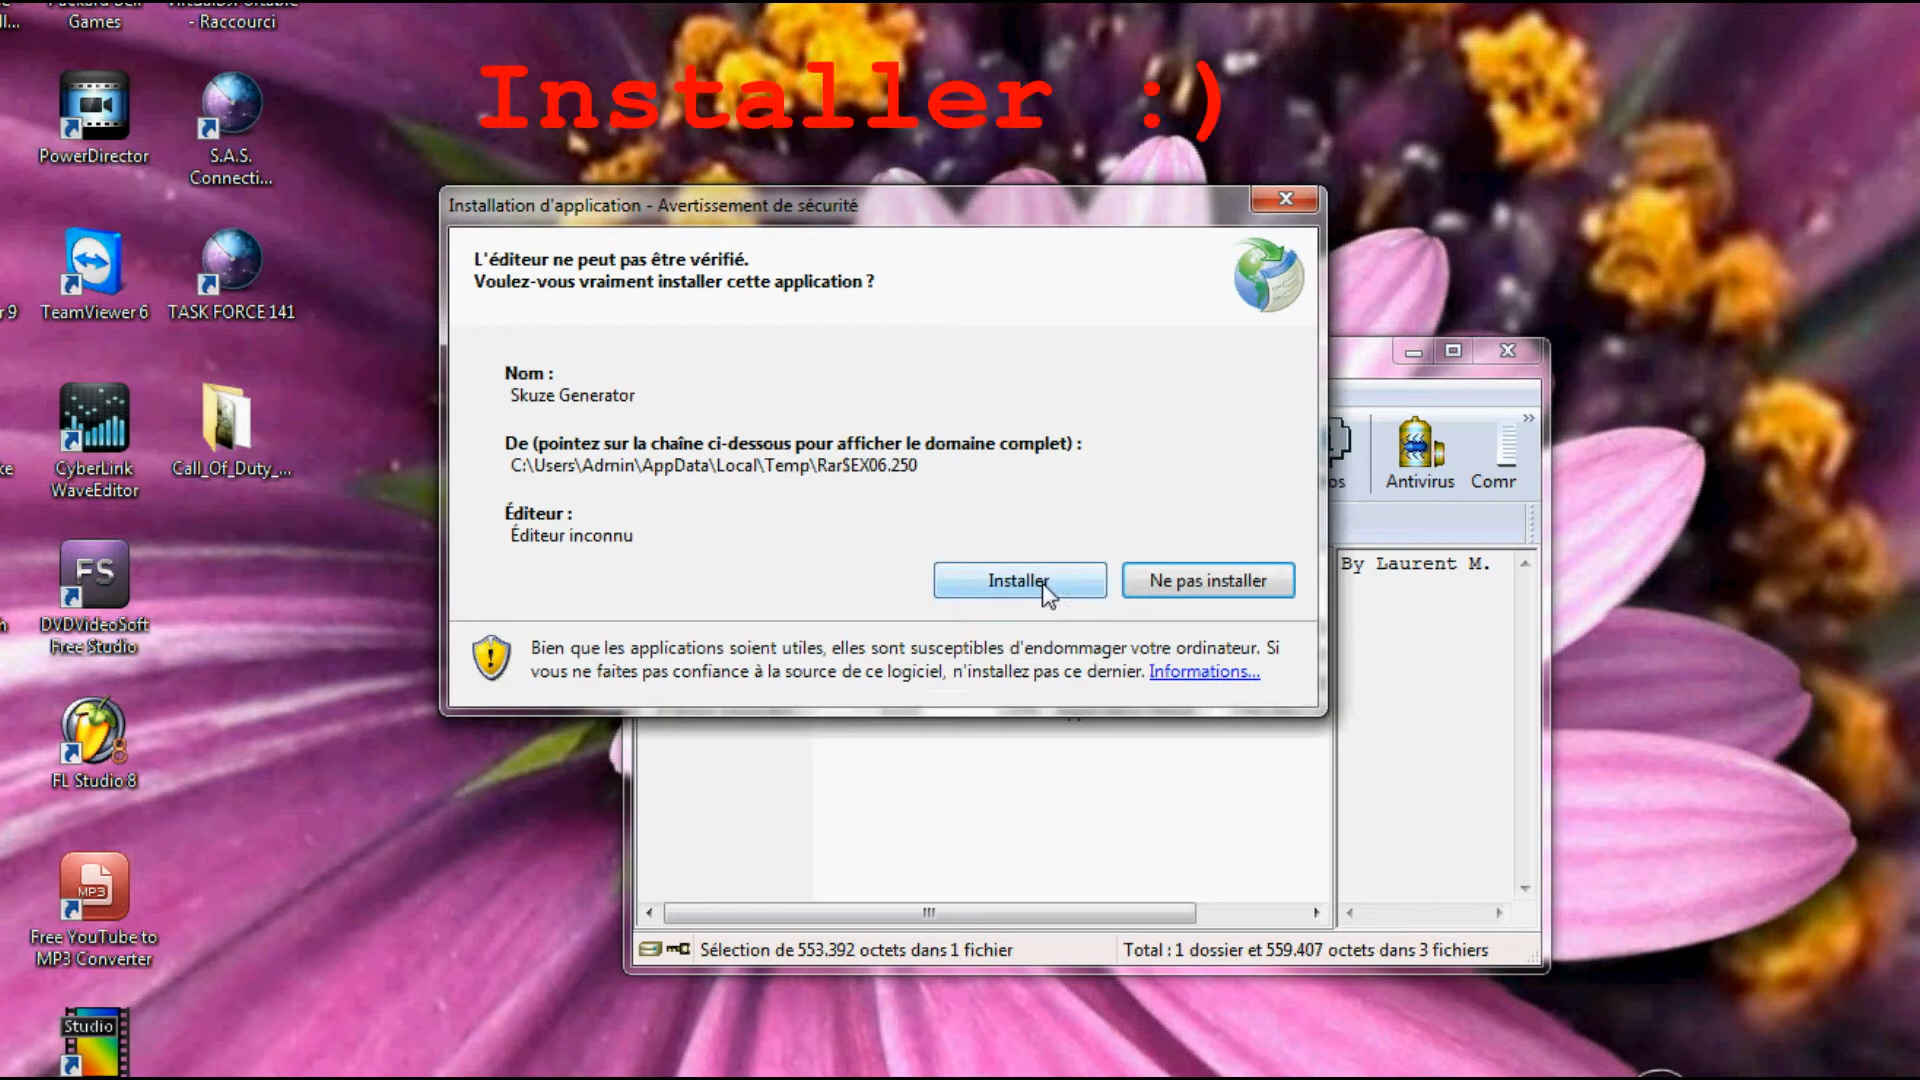 Games
- Raccourci
Installer :)
PowerDirector
S.A.S.
Connecti...
Installation d'application - Avertissement de sécurité
L'éditeur ne peut pas être vérifié.
Voulez-vous vraiment installer cette application ?
r 9
TeamViewer 6
TASK FORCE 141
Nom :
Skuze Generator
De (pointez sur la chaîne ci-dessous pour afficher le domaine complet) :
C:\Users\Admin\AppData\Local\Temp\Rar$EX06.250
CyberLink
WaveEditor
Call_Of_Duty_...
Antivirus
Comr
Éditeur :
Éditeur inconnu
Installer
Ne pas installer
By Laurent M.
FS
DVDVideoSoft
Free Studio
Bien que les applications soient utiles, elles sont susceptibles d'endommager votre ordinateur. Si
vous ne faites pas confiance à la source de ce logiciel, n'installez pas ce dernier. Informations...
FL Studio 8
MP3
Free YouTube to
MP3 Converter
Sélection de 553.392 octets dans 1 fichier
Total : 1 dossier et 559.407 octets dans 3 fichiers
Studio